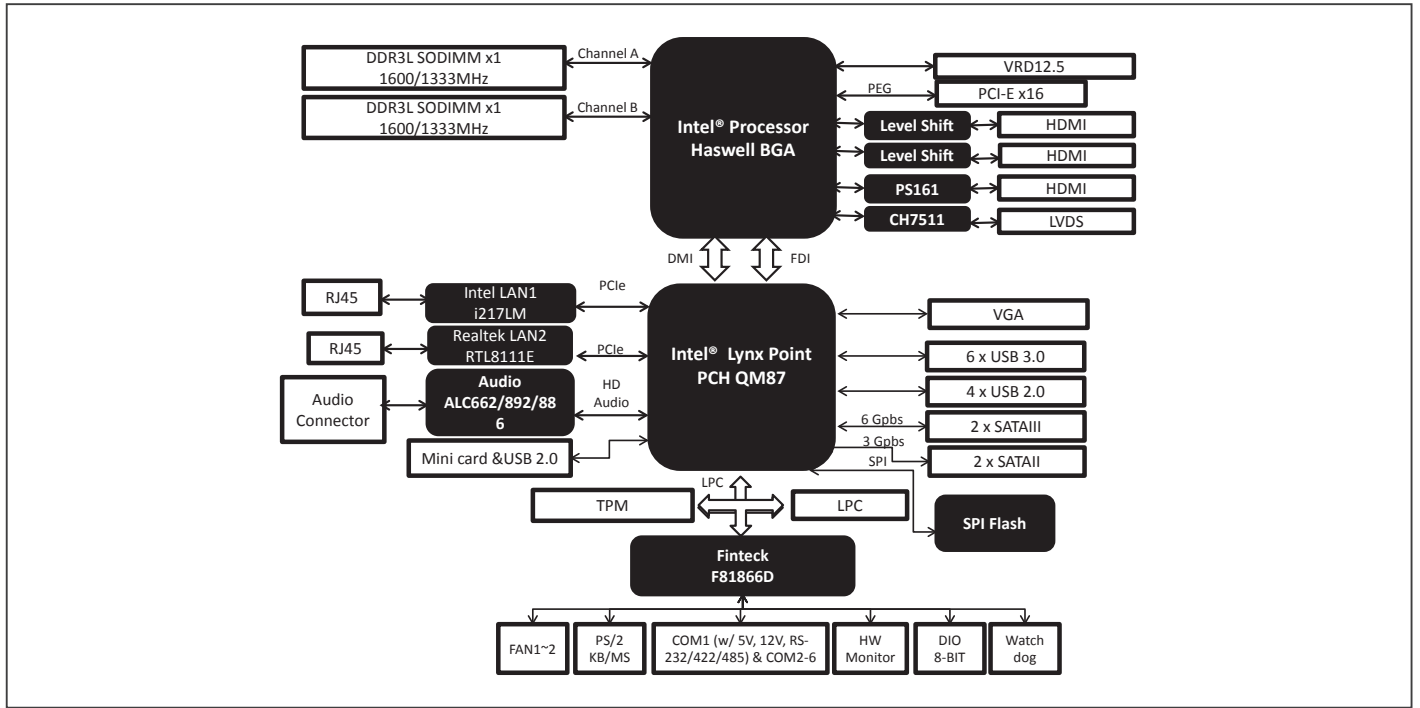 DDR3L SODIMM x1
1600/1333MHz
Channel A
DDR3L SODIMM x1
1600/1333MHz
Channel B
Intel® Processor
Haswell BGA
VRD12.5
PEG
PCI-E x16
Level Shift
HDMI
Level Shift
HDMI
PS161
HDMI
CH7511
LVDS
DMI
FDI
RJ45
Intel LAN1
i217LM
PCIe
RJ45
Realtek LAN2
RTL8111E
PCIe
Audio
Connector
Audio
ALC662/892/88
6
HD
Audio
Mini card &USB 2.0
Intel® Lynx Point
PCH QM87
VGA
6 x USB 3.0
4 x USB 2.0
6 Gpbs
2 x SATAIII
3 Gpbs
2 x SATAII
SPI
SPI Flash
LPC
TPM
LPC
Finteck
F81866D
FAN1~2
PS/2
KB/MS
COM1 (w/ 5V, 12V, RS-
232/422/485) & COM2-6
HW
Monitor
DIO
8-BIT
Watch
dog